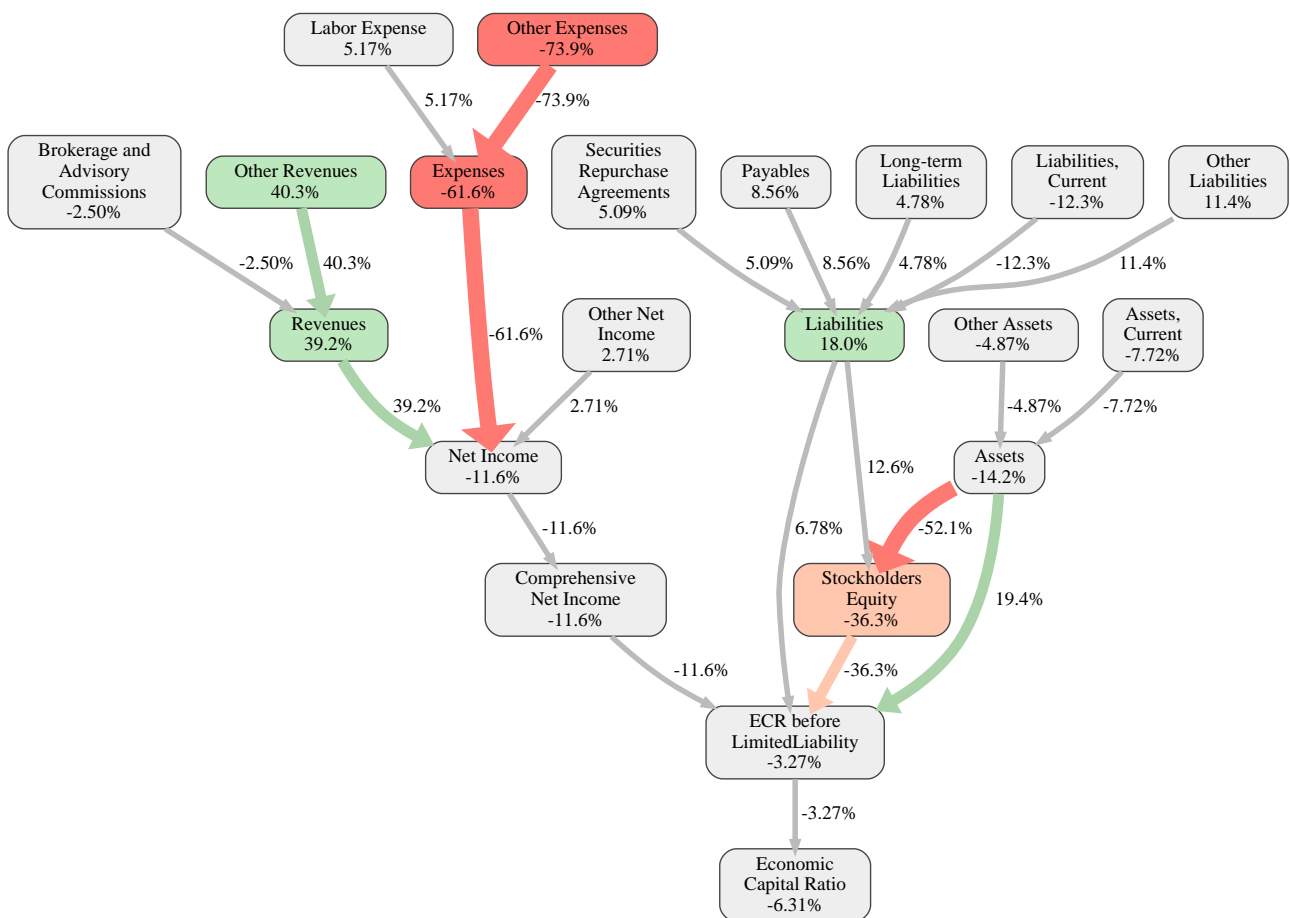 Labor Expense
5.17%
Other Expenses
-73.9%
5.17%
-73.9%
Brokerage and
Advisory
Commissions
-2.50%
Other Revenues
40.3%
Expenses
-61.6%
Securities
Repurchase
Agreements
5.09%
Payables
8.56%
Long-term
Liabilities
4.78%
Liabilities,
Current
-12.3%
Other
Liabilities
11.4%
-2.50%
40.3%
-61.6%
5.09%
8.56%
4.78%
-12.3%
11.4%
Revenues
39.2%
Other Net
Income
2.71%
Liabilities
18.0%
Other Assets
-4.87%
Assets,
Current
-7.72%
39.2%
2.71%
-4.87%
-7.72%
Net Income
-11.6%
Assets
-14.2%
12.6%
-11.6%
6.78%
-52.1%
19.4%
Comprehensive
Net Income
-11.6%
Stockholders
Equity
-36.3%
-11.6%
-36.3%
ECR before
LimitedLiability
-3.27%
-3.27%
Economic
Capital Ratio
-6.31%